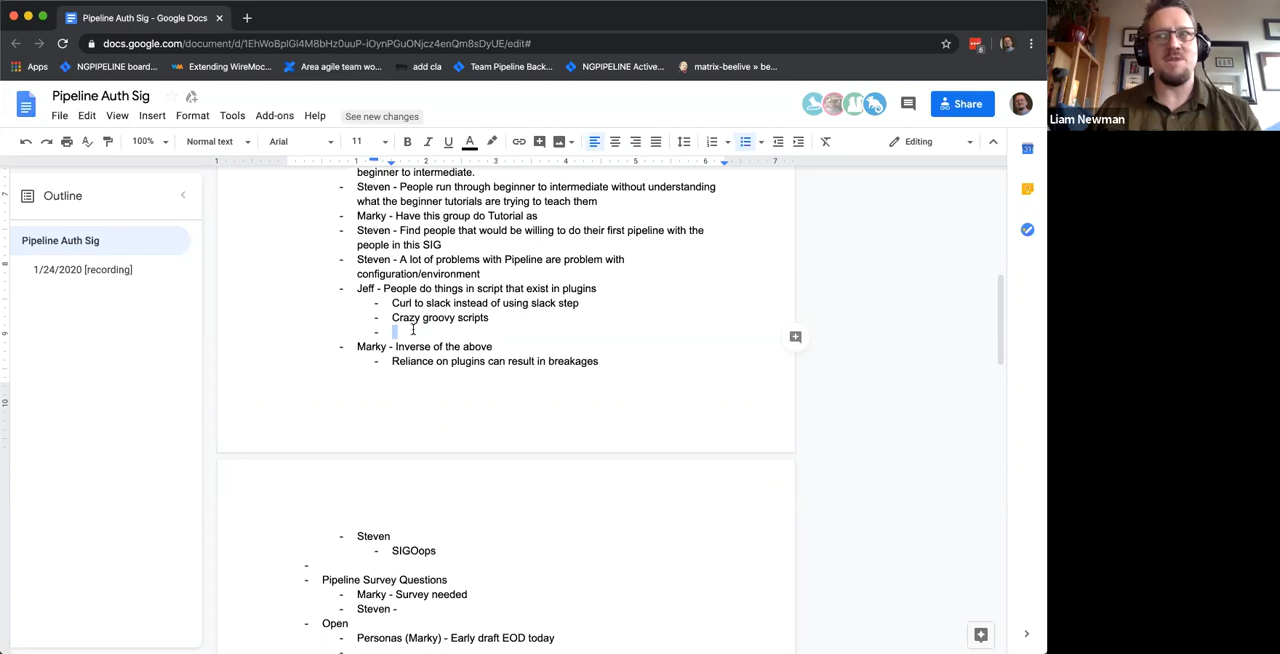 Pipeline Auth Sig - Google Docs
docs.google.com/document/d/1EhWoBplGl4M8bHz0uuP-iOynPGuONjcz4enQm8sDyUE/edit#
Apps
NGPIPELINE board...
Extending WireMoc...
Area agile team wo...
add cla
Team Pipeline Back...
NGPIPELINE Active...
matrix-beelive » be...
Liam Newman
Pipeline Auth Sig
File Edit View Insert Format Tools Add-ons Help See new changes
Share
100% Normal text Arial 11 B I U A Editing
1 1 2 3 4 5 6 7
Outline
Pipeline Auth Sig
1/24/2020 [recording]
beginner to intermediate.
- Steven - People run through beginner to intermediate without understanding
what the beginner tutorials are trying to teach them
- Marky - Have this group do Tutorial as
- Steven - Find people that would be willing to do their first pipeline with the
people in this SIG
- Steven - A lot of problems with Pipeline are problem with
configuration/environment
- Jeff - People do things in script that exist in plugins
- Curl to slack instead of using slack step
- Crazy groovy scripts
-
- Marky - Inverse of the above
- Reliance on plugins can result in breakages
- Steven
- SIGOops
-
- Pipeline Survey Questions
- Marky - Survey needed
- Steven -
- Open
- Personas (Marky) - Early draft EOD today